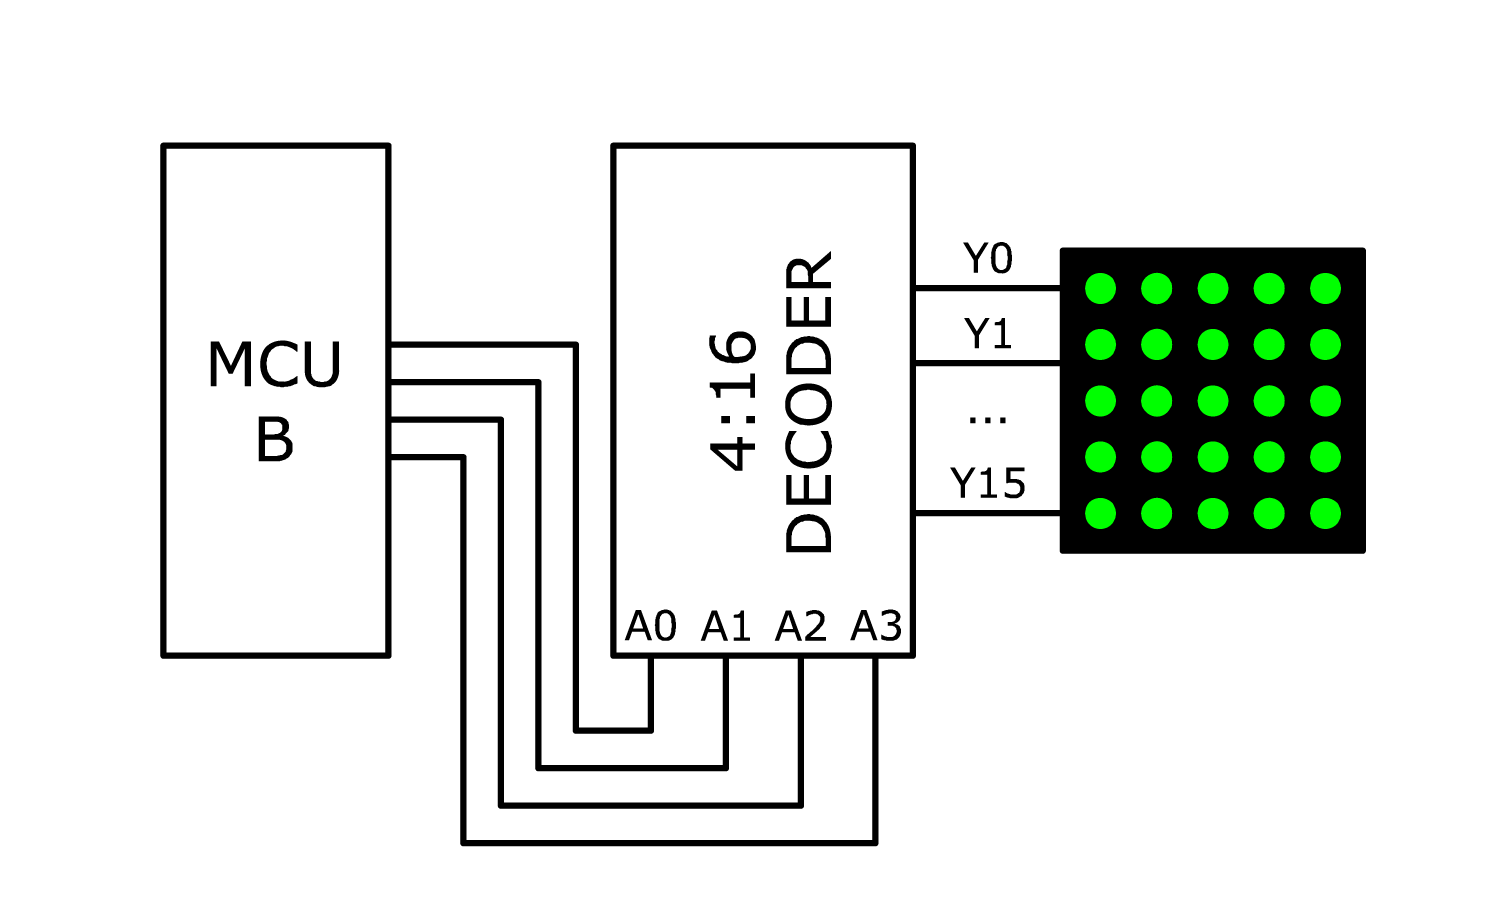 MCU
B
4:16
DECODER
Y0
Y1
...
Y15
A0 A1 A2 A3